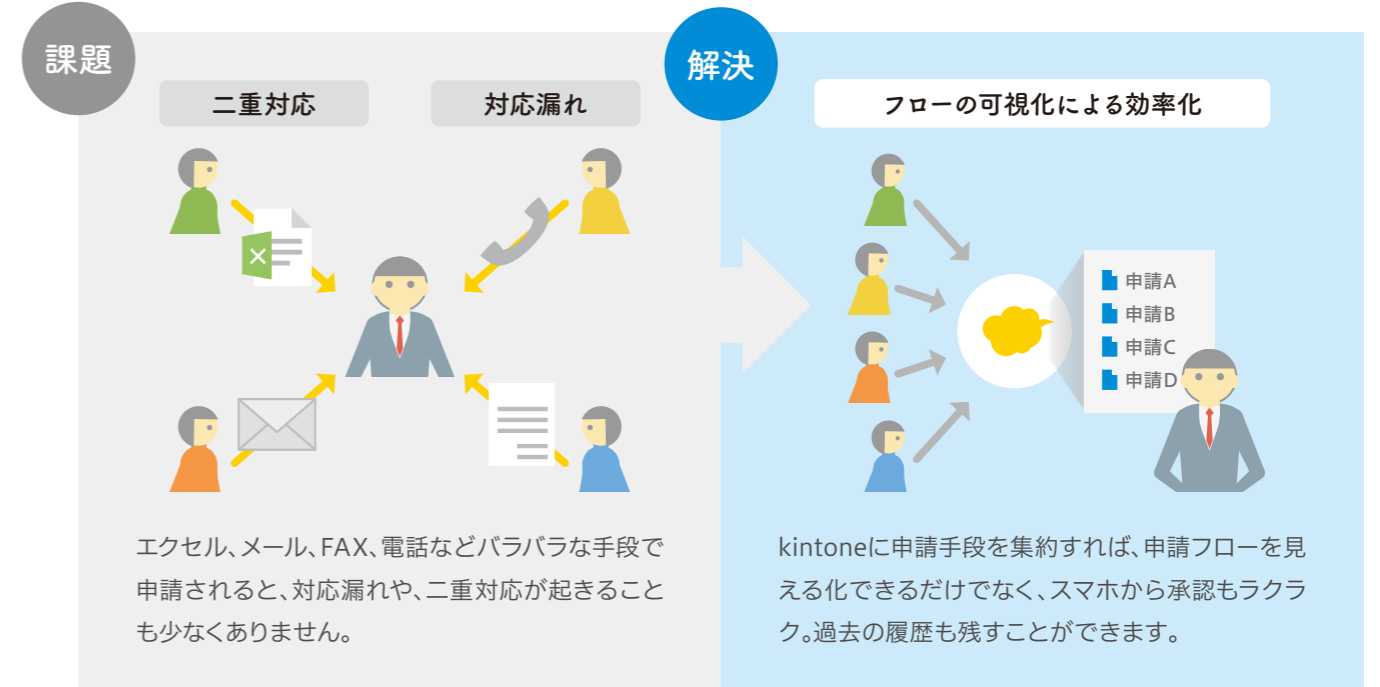 課題
二重対応
対応漏れ
エクセル、メール、FAX、電話などバラバラな手段で
申請されると、対応漏れや、二重対応が起きること
も少なくありません。
解決
フローの可視化による効率化
申請A
申請B
申請C
申請D
kintoneに申請手段を集約すれば、申請フローを見
える化できるだけでなく、スマホから承認もラクラ
ク。過去の履歴も残すことができます。